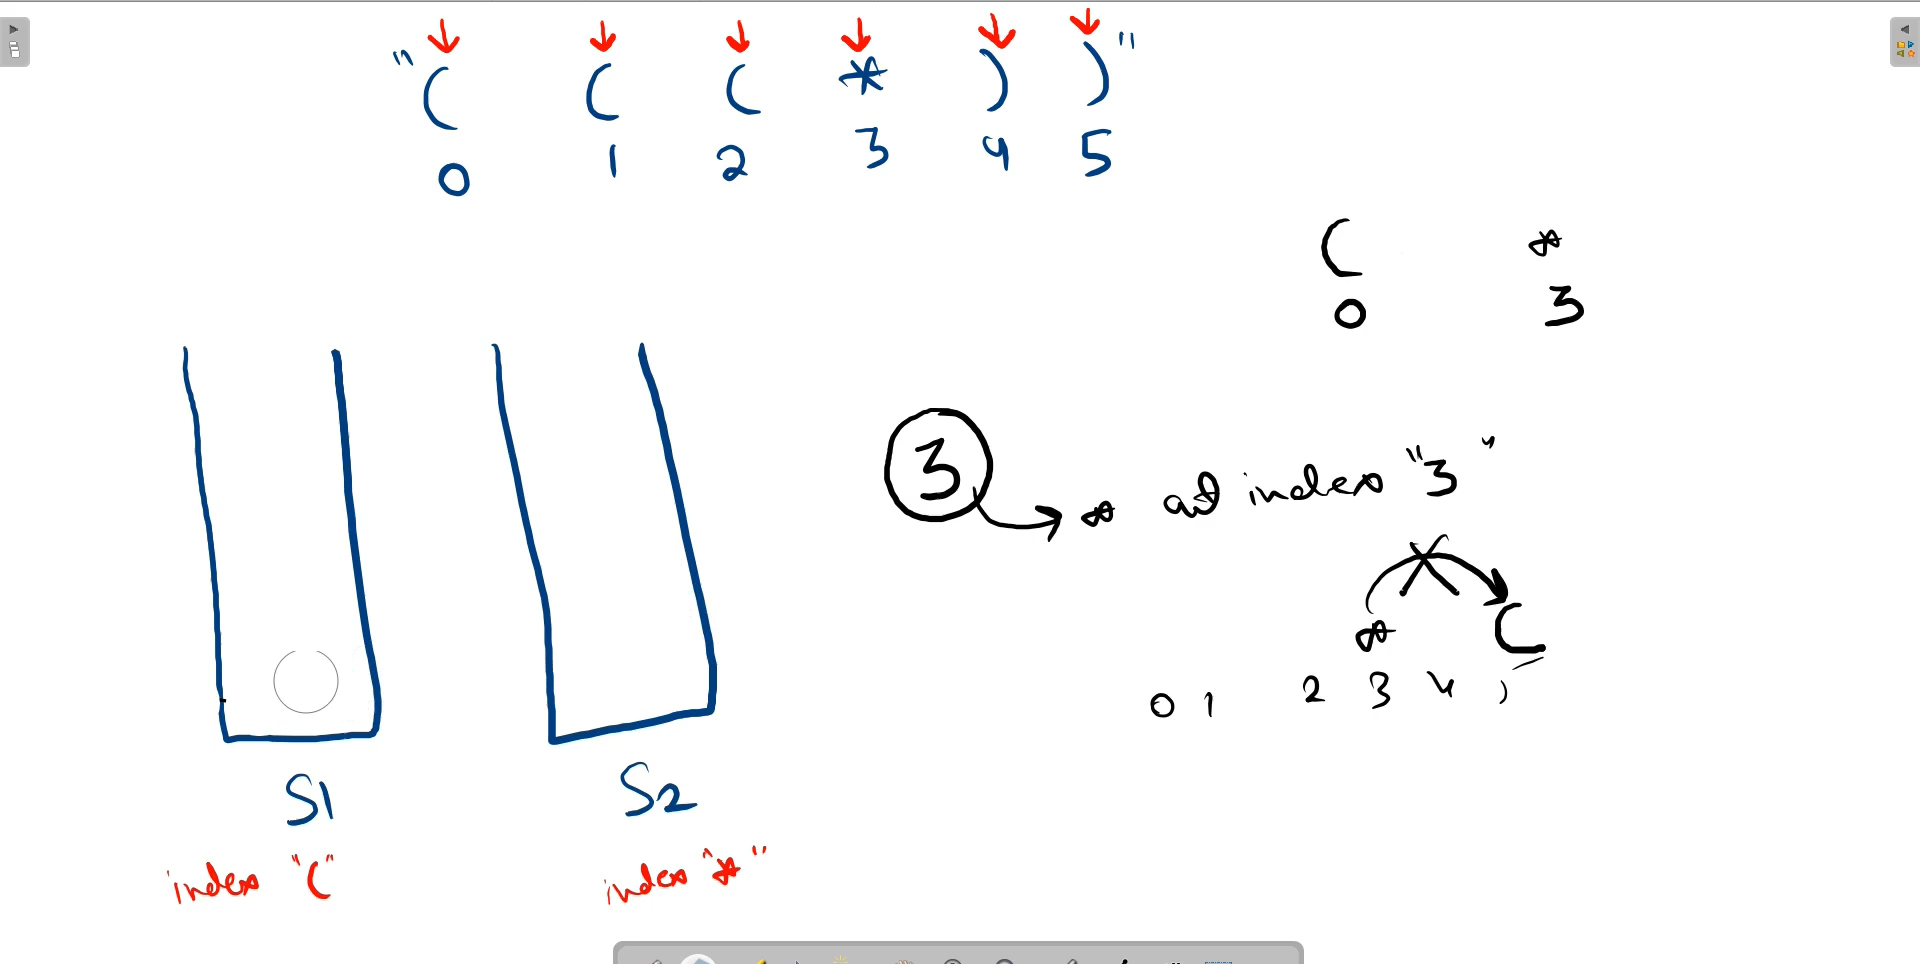 "( ( ( * ) )"
0 1 2 3 4 5
( *
0 3
3 → * at index "3"
* (
0 1 2 3 4
S1 S2
index "(" index "*"